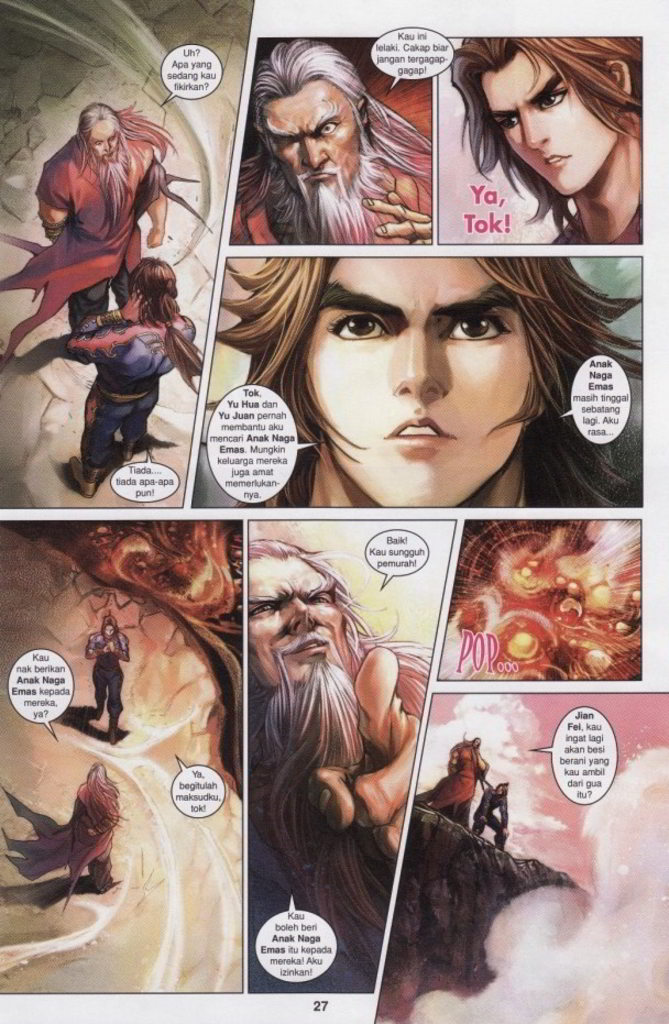 Uh?
Apa yang
sedang kau
fikirkan?
Tiada....
tiada apa-apa
pun!
Kau ini
lelaki. Cakap biar
jangan tergagap-
gagap!
Ya,
Tok!
Tok,
Yu Hua dan
Yu Juan pernah
membantu aku
mencari Anak Naga
Emas. Mungkin
keluarga mereka
juga amat
memerlukan-
nya.
Anak
Naga
Emas
masih tinggal
sebatang
lagi. Aku
rasa...
Kau
nak berikan
Anak Naga
Emas kepada
mereka,
ya?
Ya,
begitulah
maksudku,
tok!
Baik!
Kau sungguh
pemurah!
Kau
boleh beri
Anak Naga
Emas itu kepada
mereka! Aku
izinkan!
POP...
Jian
Fei, kau
ingat lagi
akan besi
berani yang
kau ambil
dari gua
itu?
27